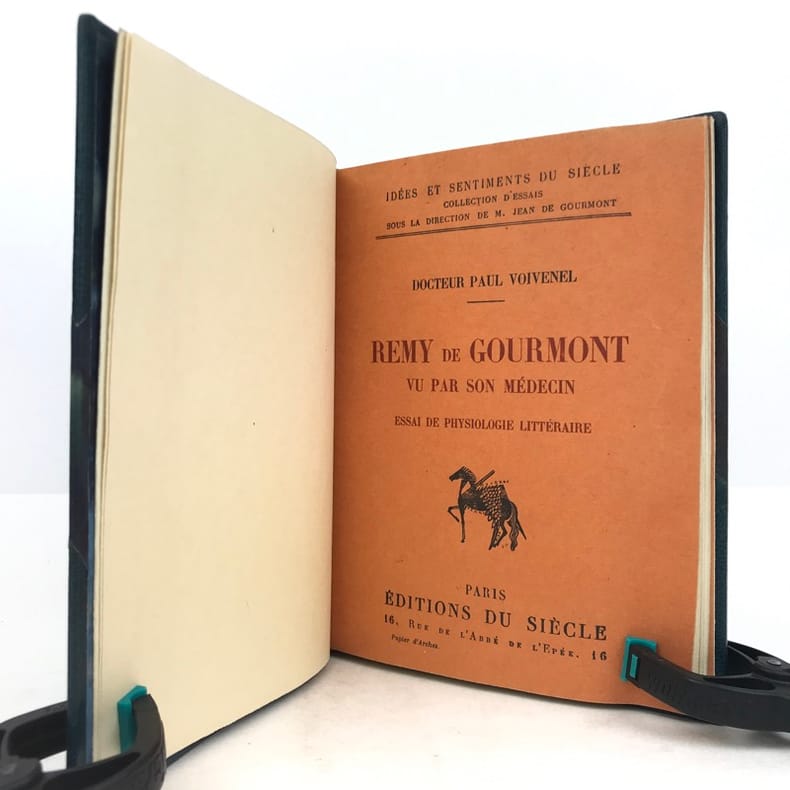 IDÉES ET SENTIMENTS DU SIÈCLE
COLLECTION D'ESSAIS
SOUS LA DIRECTION DE M. JEAN DE GOURMONT
DOCTEUR PAUL VOIVENEL
REMY DE GOURMONT
VU PAR SON MÉDECIN
ESSAI DE PHYSIOLOGIE LITTÉRAIRE
PARIS
ÉDITIONS DU SIÈCLE
16, RUE DE L'ABBÉ DE L'EPÉE, 16
Papier d'Arches.